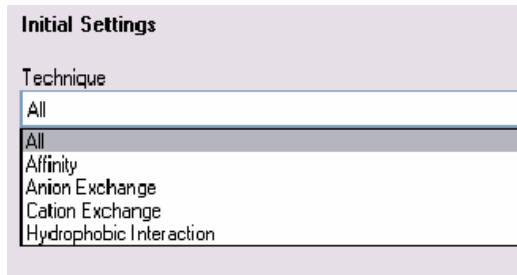 Initial Settings
Technique
All
All
Affinity
Anion Exchange
Cation Exchange
Hydrophobic Interaction